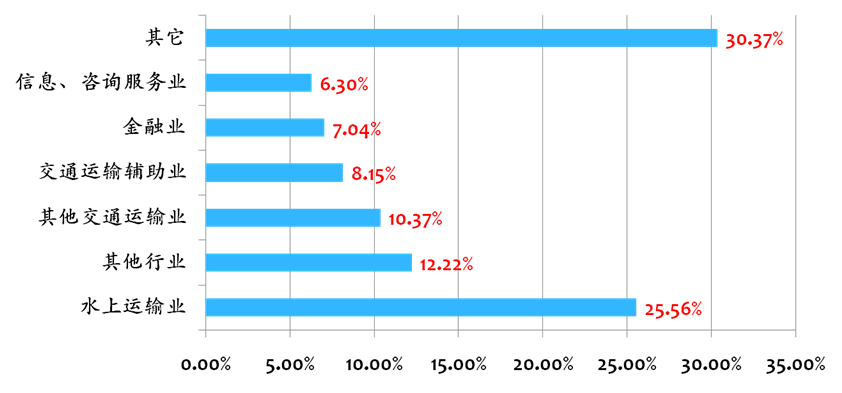 其它
30.37%
信息、咨询服务业
6.30%
金融业
7.04%
交通运输辅助业
8.15%
其他交通运输业
10.37%
其他行业
12.22%
水上运输业
25.56%
0.00% 5.00% 10.00% 15.00% 20.00% 25.00% 30.00% 35.00%